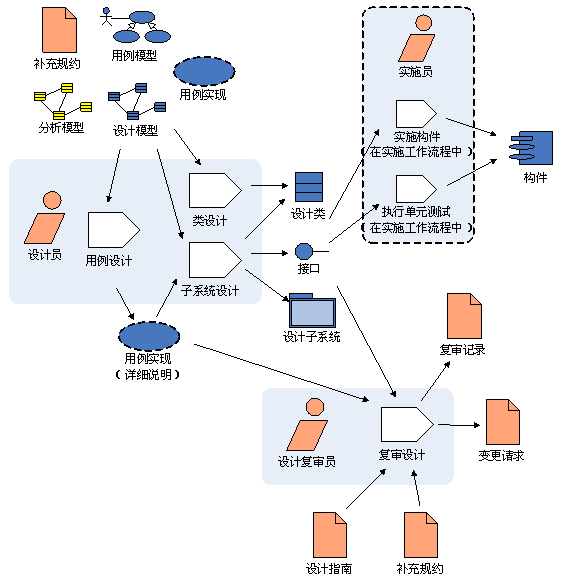 补充规约
用例模型
用例实现
分析模型
设计模型
实施员
实施构件
(在实施工作流程中 )
构件
执行单元测试
(在实施工作流程中 )
类设计
设计类
设计员
用例设计
子系统设计
接口
设计子系统
用例实现
(详细说明)
复审记录
设计复审员
复审设计
变更请求
设计指南
补充规约